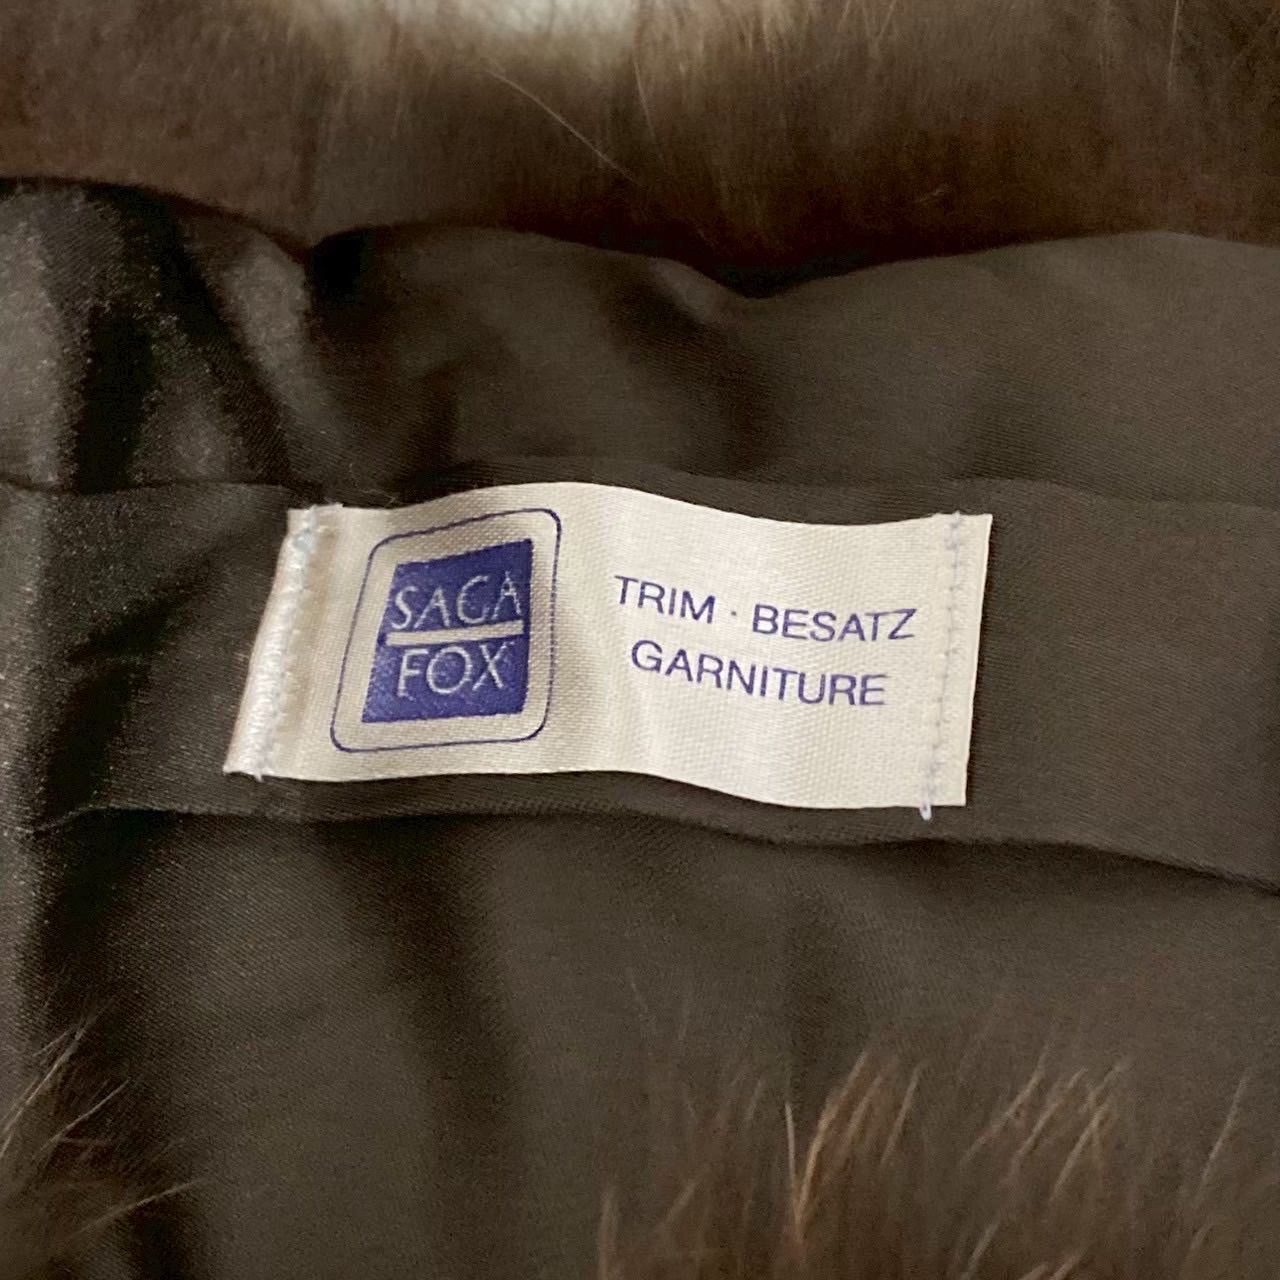 SAGA
FOX
TRIM · BESATZ
GARNITURE